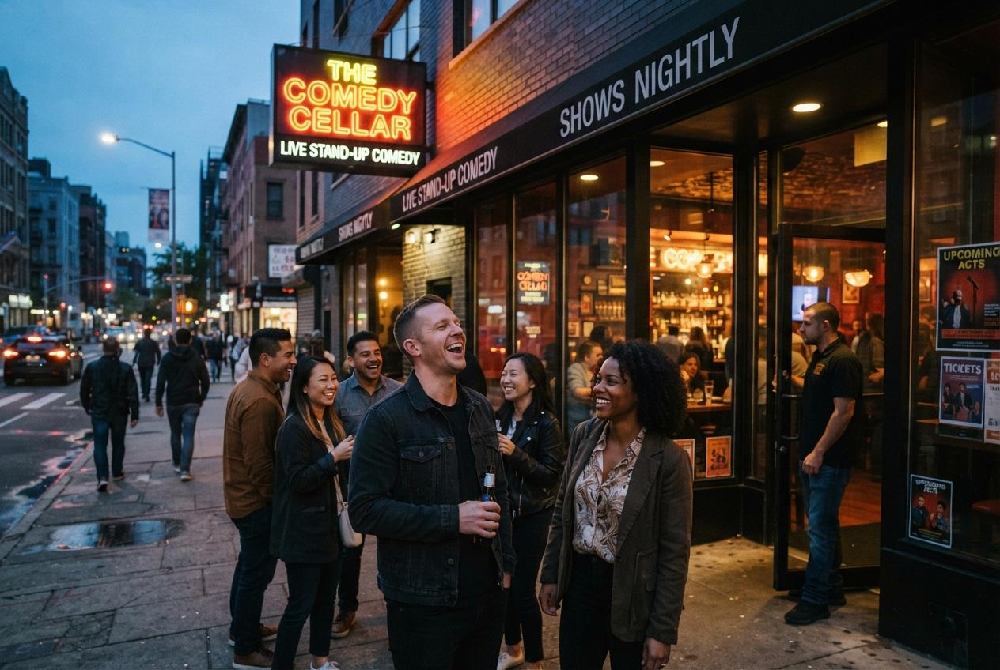 THE
COMEDY
CELLAR
LIVE STAND-UP COMEDY
SHOWS NIGHTLY
LIVE STAND-UP COMEDY
SHOWS NIGHTLY
COMEDY
UPCOMING
ACTS
TICKETS